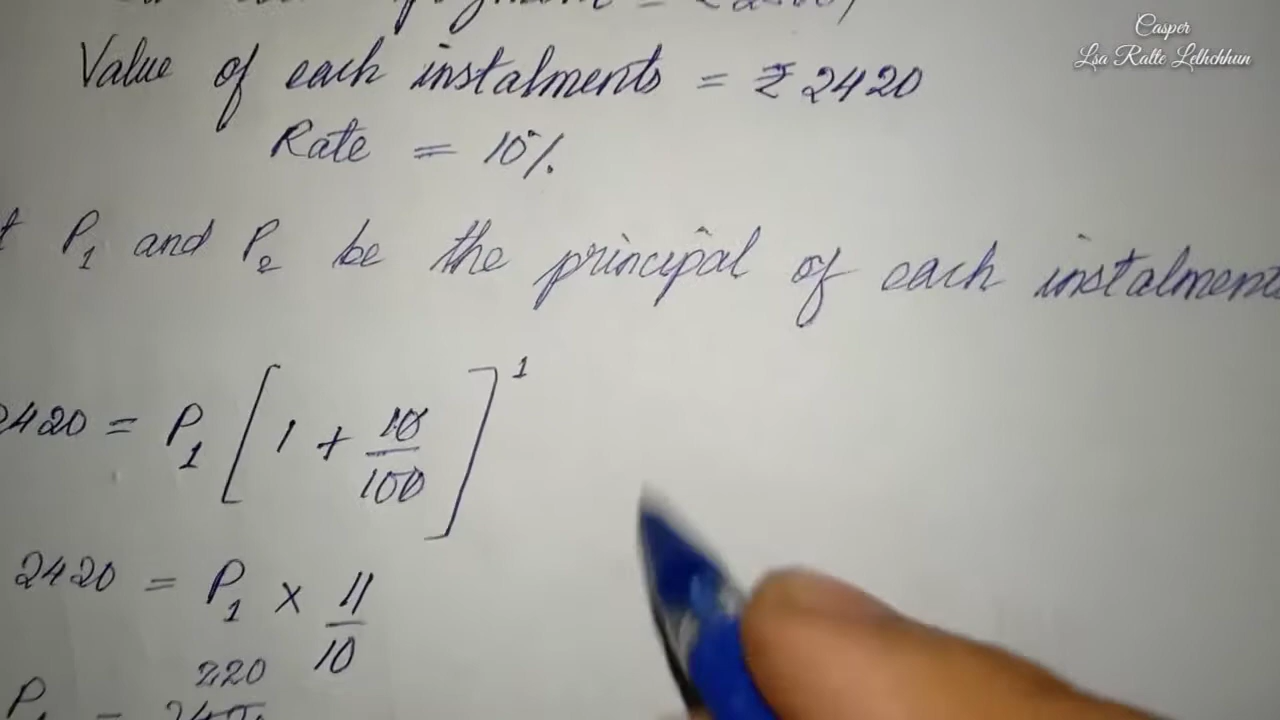 Casper
Lsa Ralte Lelhchhun
Value of each instalments = ₹ 2420
Rate = 10%.
P1 and P2 be the principal of each instalment
2420 = P1 [ 1 + 10/100 ]^1
2420 = P1 × 11/10
220